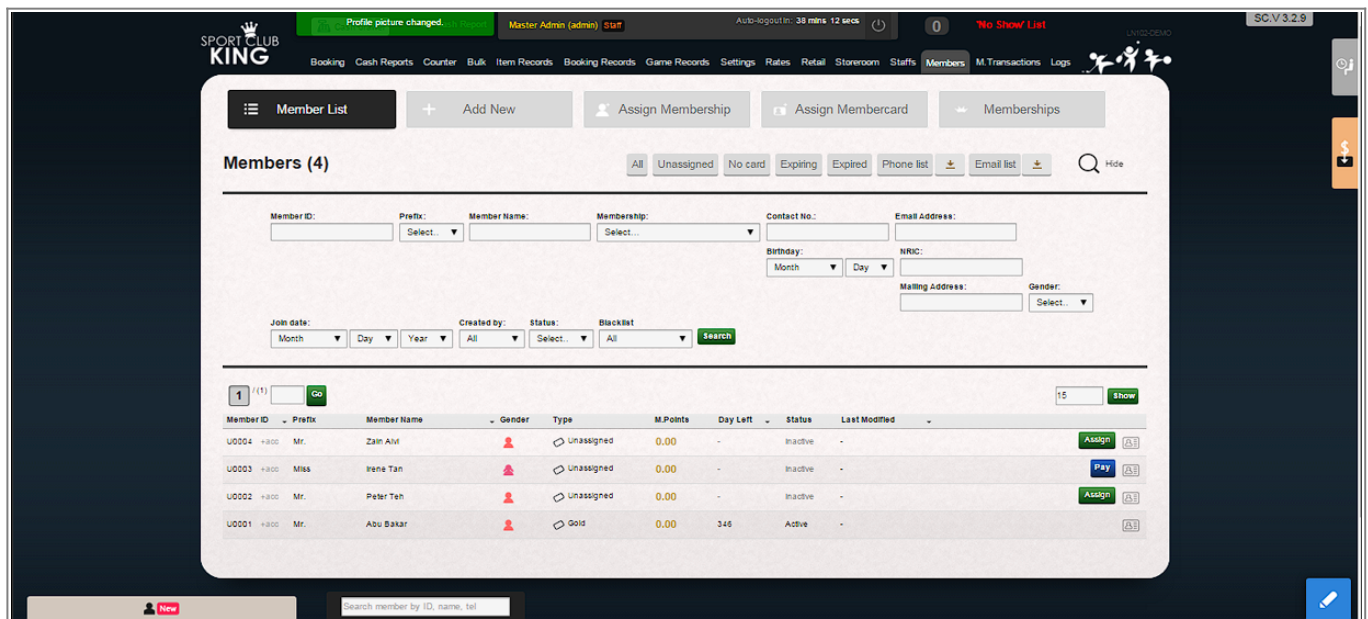 SPORT CLUB
KING
Profile picture changed.
Master Admin (admin) Staff
Auto-logout in: 38 mins 12 secs
0
'No Show' List
SC.V 3.2.9
LN102-DEMO
Booking Cash Reports Counter Bulk Item Records Booking Records Game Records Settings Rates Retail Storeroom Staffs Members M.Transactions Logs
Member List
Add New
Assign Membership
Assign Membercard
Memberships
Members (4)
All Unassigned No card Expiring Expired Phone list Email list Hide
Member ID: Prefix: Member Name: Membership: Contact No.: Email Address:
Select.. Select...
Birthday: NRIC:
Month Day
Mailing Address: Gender:
Select..
Join date: Created by: Status: Blacklist
Month Day Year All Select.. All Search
1 /(1) Go 15 Show
Member ID Prefix Member Name Gender Type M.Points Day Left Status Last Modified
U0004 +acc Mr. Zain Alvi Unassigned 0.00 - Inactive - Assign
U0003 +acc Miss Irene Tan Unassigned 0.00 - Inactive - Pay
U0002 +acc Mr. Peter Teh Unassigned 0.00 - Inactive - Assign
U0001 +acc Mr. Abu Bakar Gold 0.00 346 Active -
New
Search member by ID, name, tel